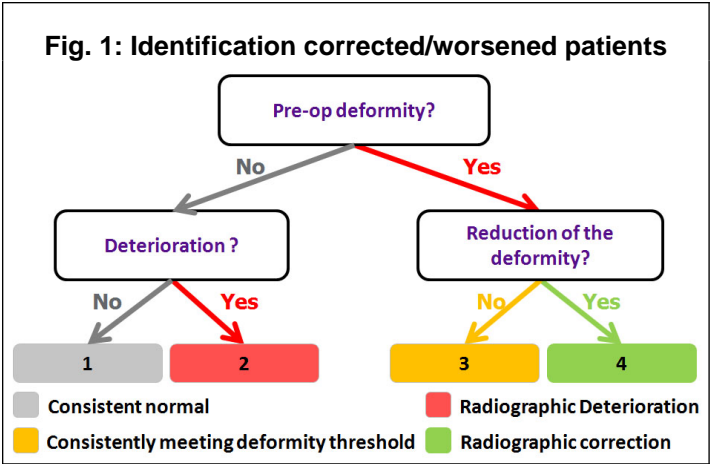 Fig. 1: Identification corrected/worsened patients
Pre-op deformity?
No
Yes
Deterioration ?
Reduction of the
deformity?
No
Yes
No
Yes
1
2
3
4
Consistent normal
Radiographic Deterioration
Consistently meeting deformity threshold
Radiographic correction